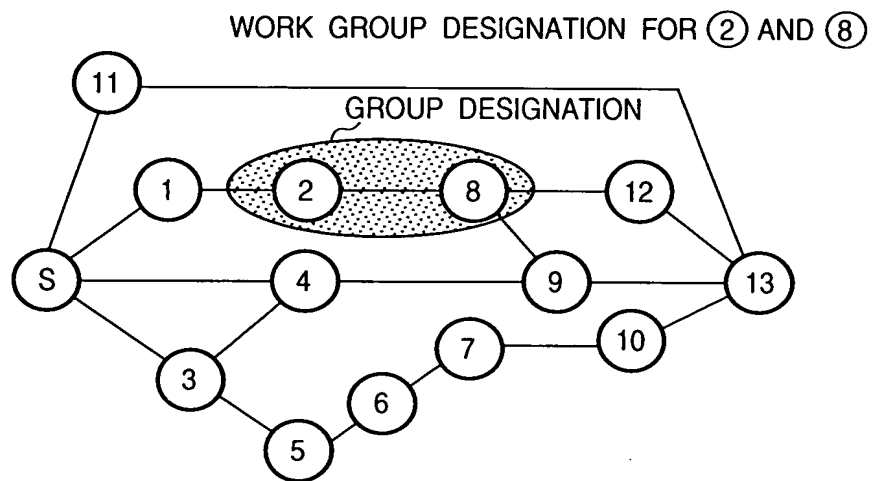 WORK GROUP DESIGNATION FOR 2 AND 8
11
GROUP DESIGNATION
1 2 8 12
S 4 9 13
7 10
3 6
5